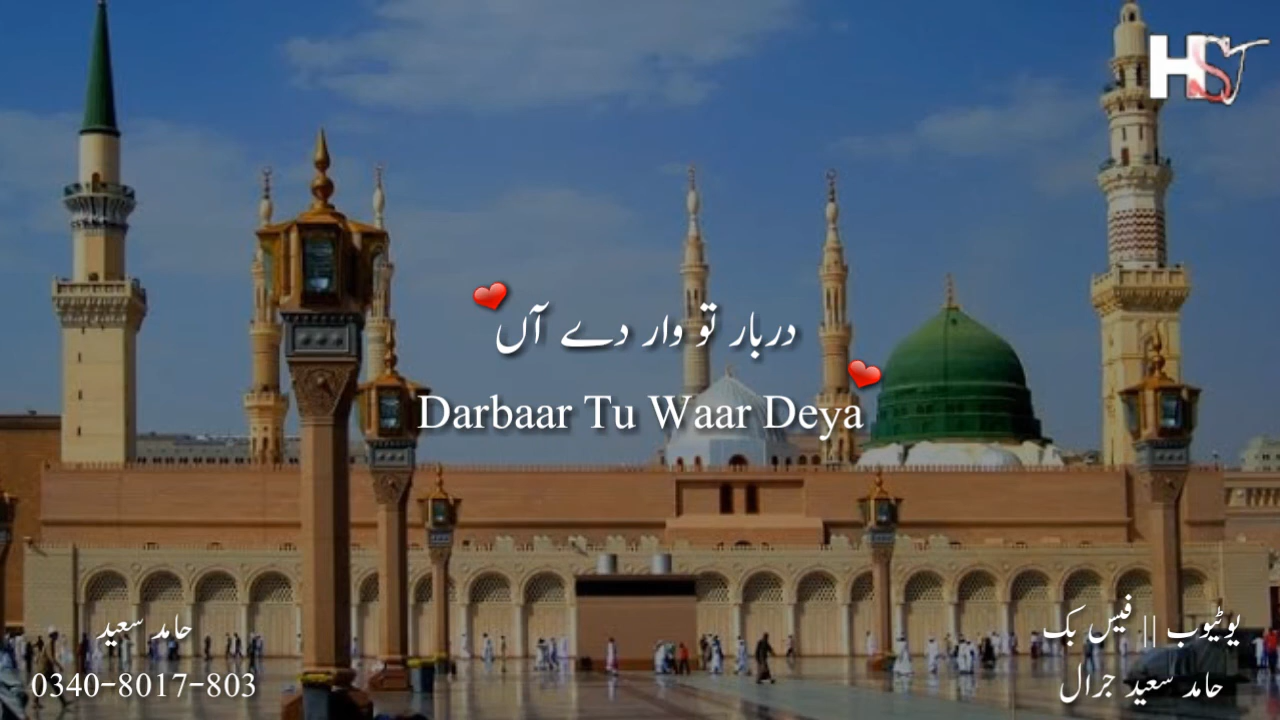 HS
دربار تو وار دے آں
Darbaar Tu Waar Deya
حامد سعید
0340-8017-803
یوٹیوب || فیس بک
حامد سعید جرال